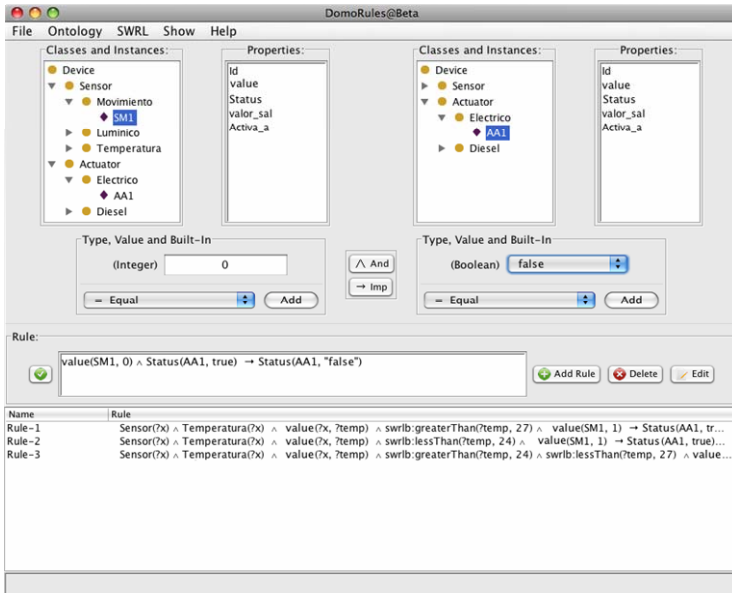 DomoRules@Beta
File Ontology SWRL Show Help
Classes and Instances:
Device
Sensor
Movimiento
SM1
Luminico
Temperatura
Actuator
Electrico
AA1
Diesel
Properties:
Id
value
Status
valor_sal
Activa_a
Classes and Instances:
Device
Sensor
Actuator
Electrico
AA1
Diesel
Properties:
Id
value
Status
valor_sal
Activa_a
Type, Value and Built-In
(Integer) 0
= Equal Add
∧ And
→ Imp
Type, Value and Built-In
(Boolean) false
= Equal Add
Rule:
value(SM1, 0) ∧ Status(AA1, true) → Status(AA1, "false")
Add Rule Delete Edit
Name Rule
Rule-1 Sensor(?x) ∧ Temperatura(?x) ∧ value(?x, ?temp) ∧ swrlb:greaterThan(?temp, 27) ∧ value(SM1, 1) → Status(AA1, tr...
Rule-2 Sensor(?x) ∧ Temperatura(?x) ∧ value(?x, ?temp) ∧ swrlb:lessThan(?temp, 24) ∧ value(SM1, 1) → Status(AA1, true)...
Rule-3 Sensor(?x) ∧ Temperatura(?x) ∧ value(?x, ?temp) ∧ swrlb:greaterThan(?temp, 24) ∧ swrlb:lessThan(?temp, 27) ∧ value...